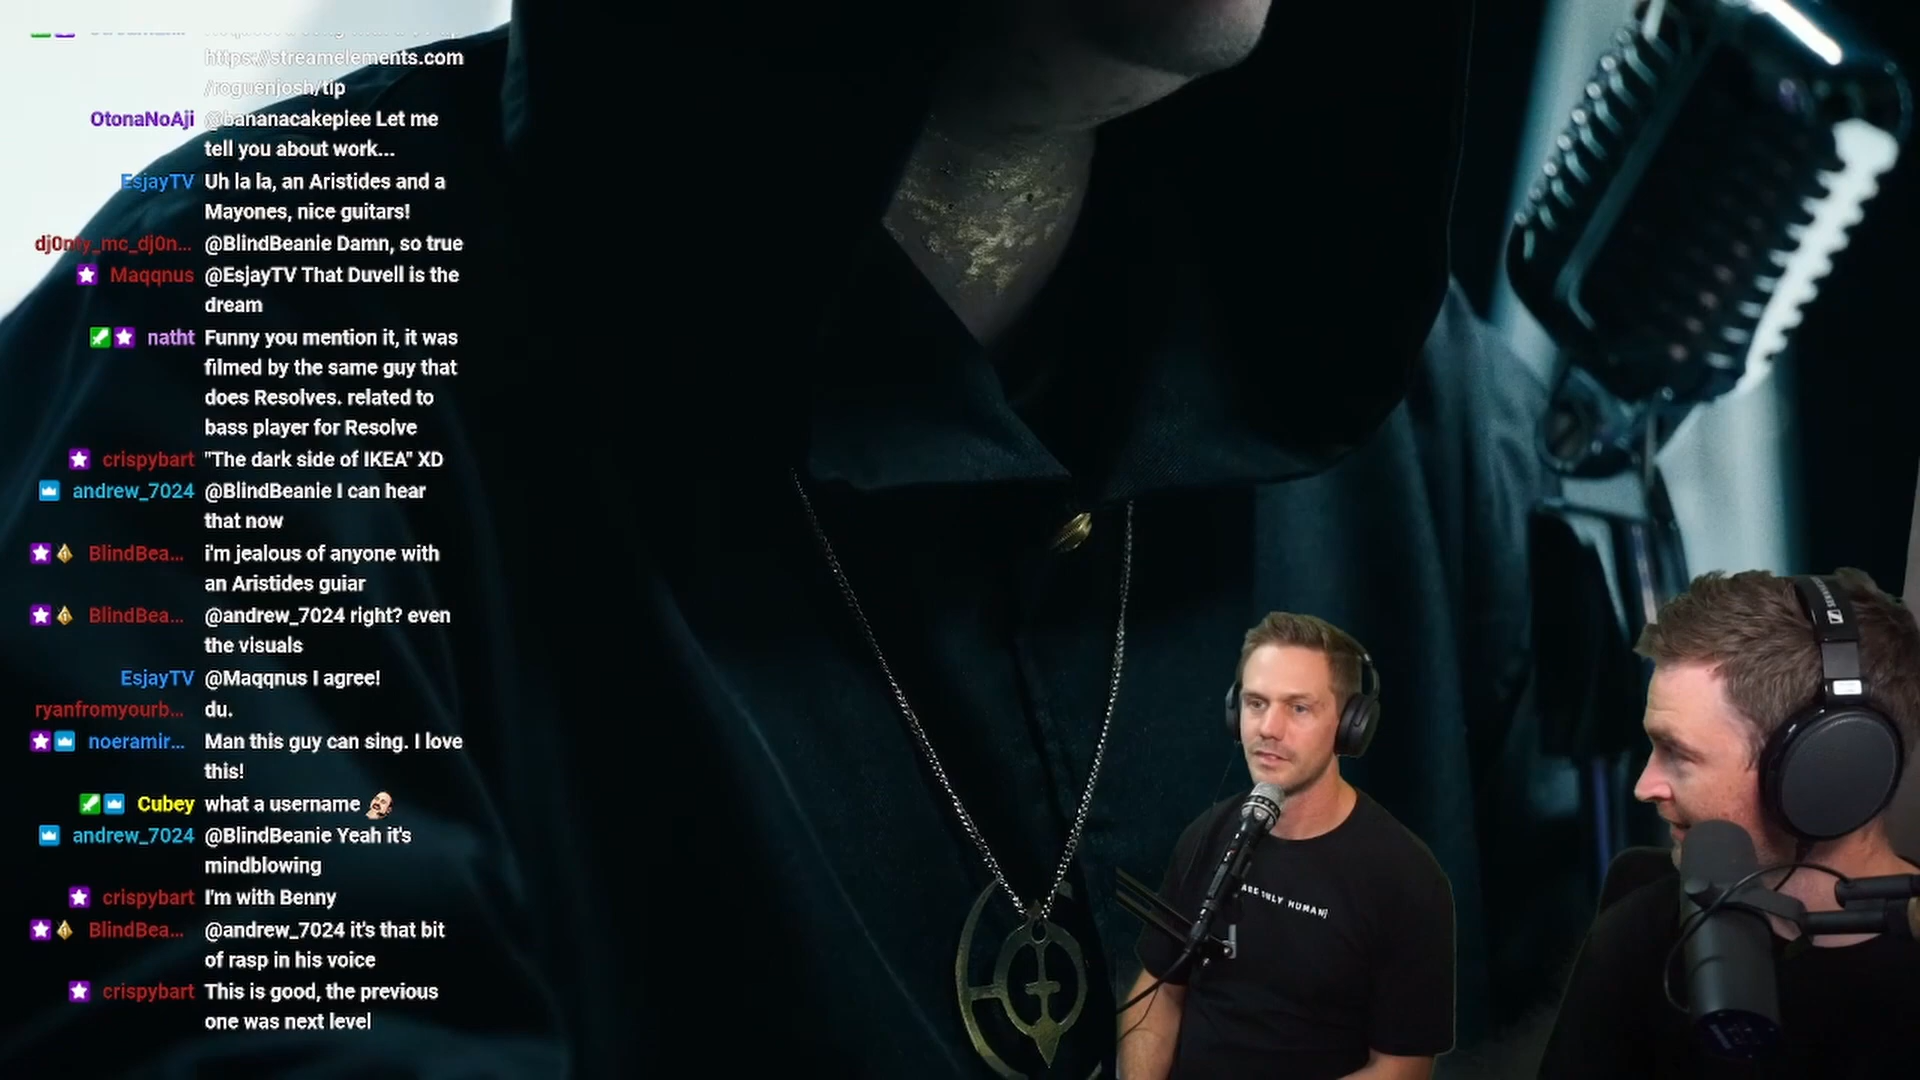 https://streamelements.com
/roguenjosh/tip
OtonaNoAji @bananacakepiee Let me
tell you about work...
EsjayTV Uh la la, an Aristides and a
Mayones, nice guitars!
dj0nty_mc_dj0n... @BlindBeanie Damn, so true
Maqqnus @EsjayTV That Duvell is the
dream
natht Funny you mention it, it was
filmed by the same guy that
does Resolves. related to
bass player for Resolve
crispybart "The dark side of IKEA" XD
andrew_7024 @BlindBeanie I can hear
that now
BlindBea... i'm jealous of anyone with
an Aristides guiar
BlindBea... @andrew_7024 right? even
the visuals
EsjayTV @Maqqnus I agree!
ryanfromyourb... du.
noeramir... Man this guy can sing. I love
this!
Cubey what a username
andrew_7024 @BlindBeanie Yeah it's
mindblowing
crispybart I'm with Benny
BlindBea... @andrew_7024 it's that bit
of rasp in his voice
crispybart This is good, the previous
one was next level
ONLY HUMAN